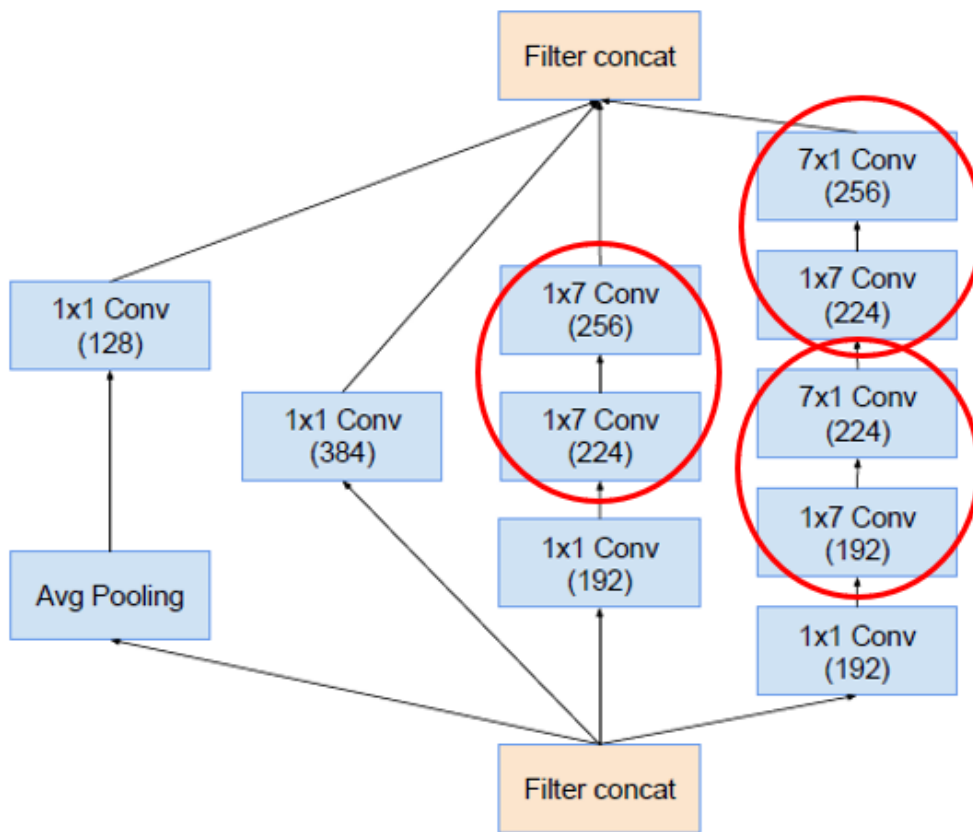 Filter concat
7x1 Conv
(256)
1x7 Conv
(224)
1x7 Conv
(256)
1x1 Conv
(128)
7x1 Conv
(224)
1x1 Conv
(384)
1x7 Conv
(224)
1x7 Conv
(192)
1x1 Conv
(192)
Avg Pooling
1x1 Conv
(192)
Filter concat